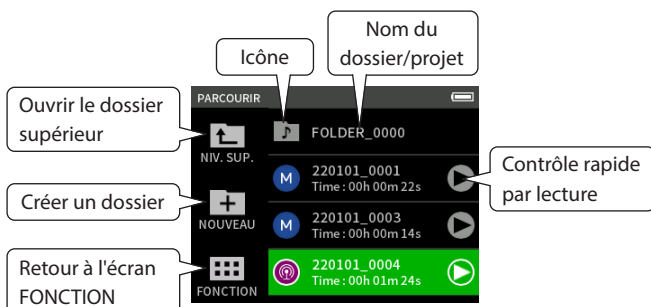 Nom du
dossier/projet
Icône
Ouvrir le dossier
supérieur
PARCOURIR
FOLDER_0000
NIV. SUP.
220101_0001
M
Time : 00h 00m 22s
Contrôle rapide
par lecture
Créer un dossier
NOUVEAU
220101_0003
M
Time : 00h 00m 14s
Retour à l'écran
FONCTION
220101_0004
Time : 00h 01m 24s
FONCTION